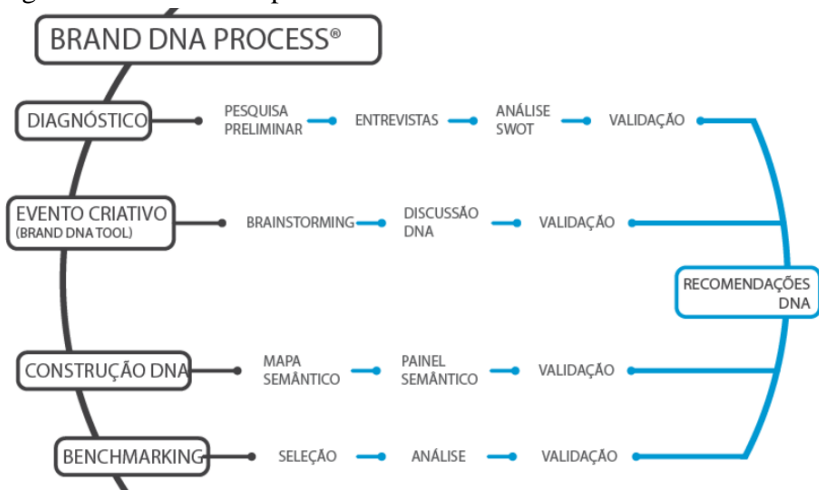 BRAND DNA PROCESS®
DIAGNÓSTICO
PESQUISA
PRELIMINAR
ENTREVISTAS
ANÁLISE
SWOT
VALIDAÇÃO
EVENTO CRIATIVO
(BRAND DNA TOOL)
BRAINSTORMING
DISCUSSÃO
DNA
VALIDAÇÃO
RECOMENDAÇÕES
DNA
CONSTRUÇÃO DNA
MAPA
SEMÂNTICO
PAINEL
SEMÂNTICO
VALIDAÇÃO
BENCHMARKING
SELEÇÃO
ANÁLISE
VALIDAÇÃO